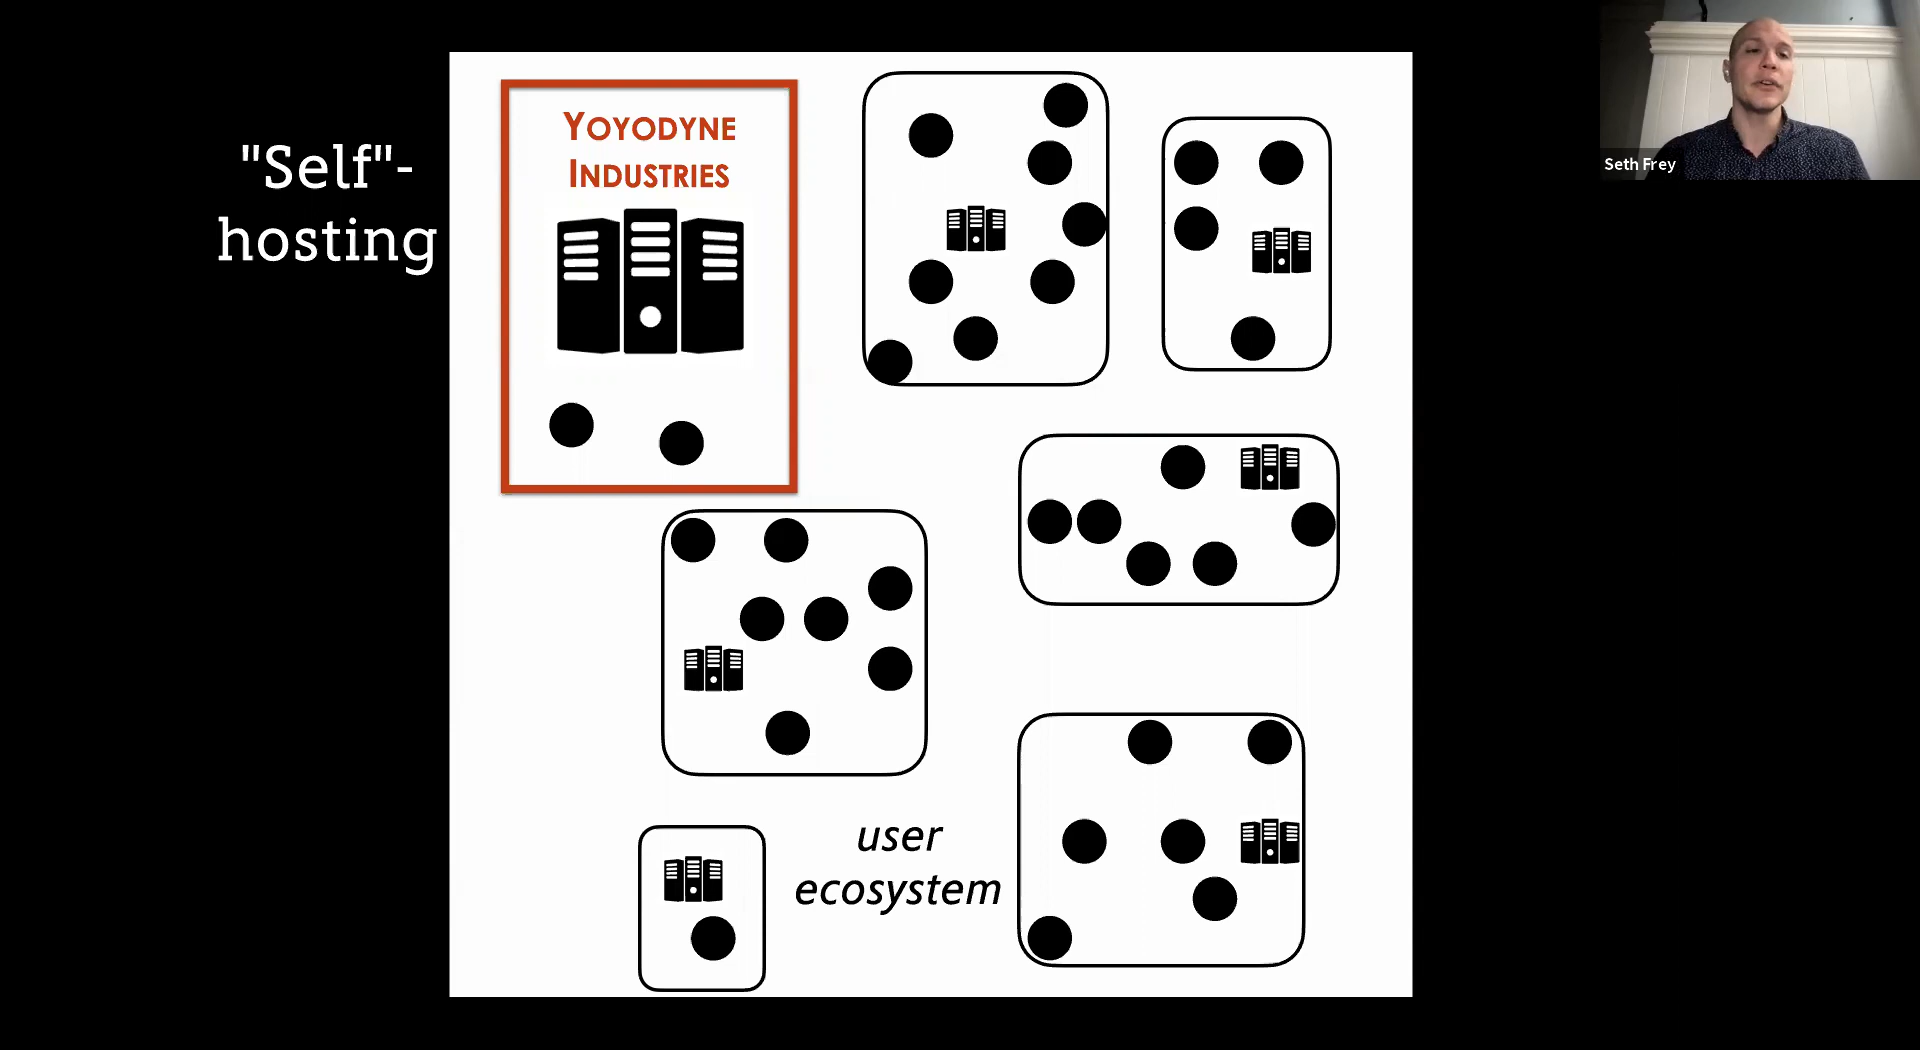 "Self"-
hosting
YOYODYNE
INDUSTRIES
user
ecosystem
Seth Frey